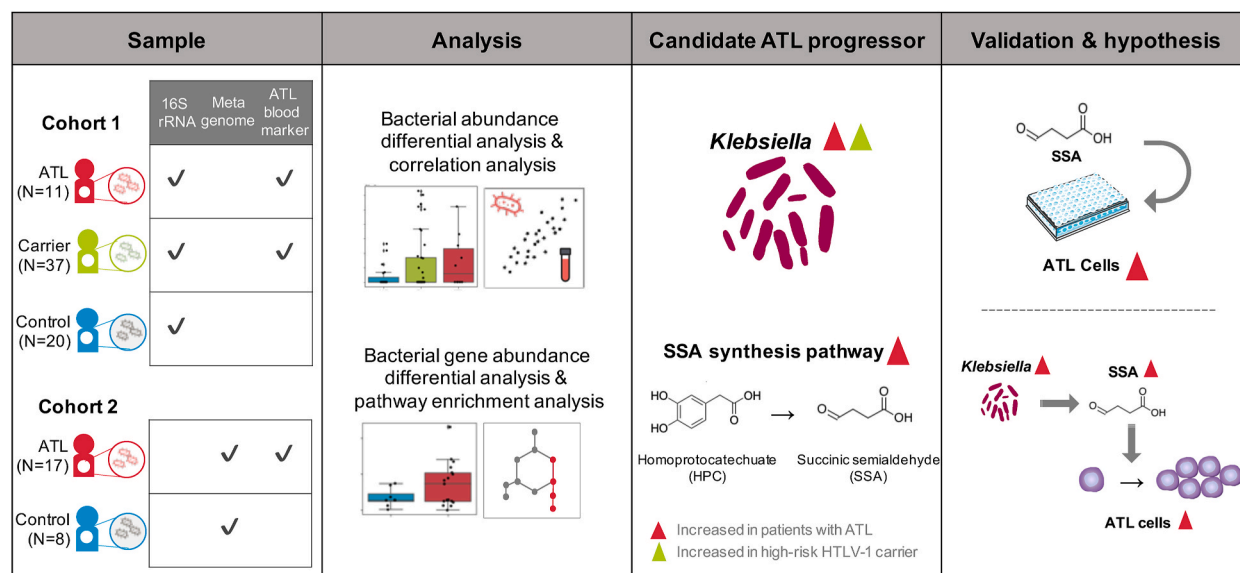 Sample
Analysis
Candidate ATL progressor
Validation & hypothesis
16S
rRNA
Meta
genome
ATL
blood
marker
Cohort 1
ATL
(N=11)
Carrier
(N=37)
Control
(N=20)
Cohort 2
ATL
(N=17)
Control
(N=8)
Bacterial abundance
differential analysis &
correlation analysis
Bacterial gene abundance
differential analysis &
pathway enrichment analysis
Klebsiella
SSA synthesis pathway
HO
HO
O
OH
O
O
OH
Homoprotocatechuate
(HPC)
Succinic semialdehyde
(SSA)
Increased in patients with ATL
Increased in high-risk HTLV-1 carrier
O
O
OH
SSA
ATL Cells
Klebsiella
SSA
O
O
OH
ATL cells